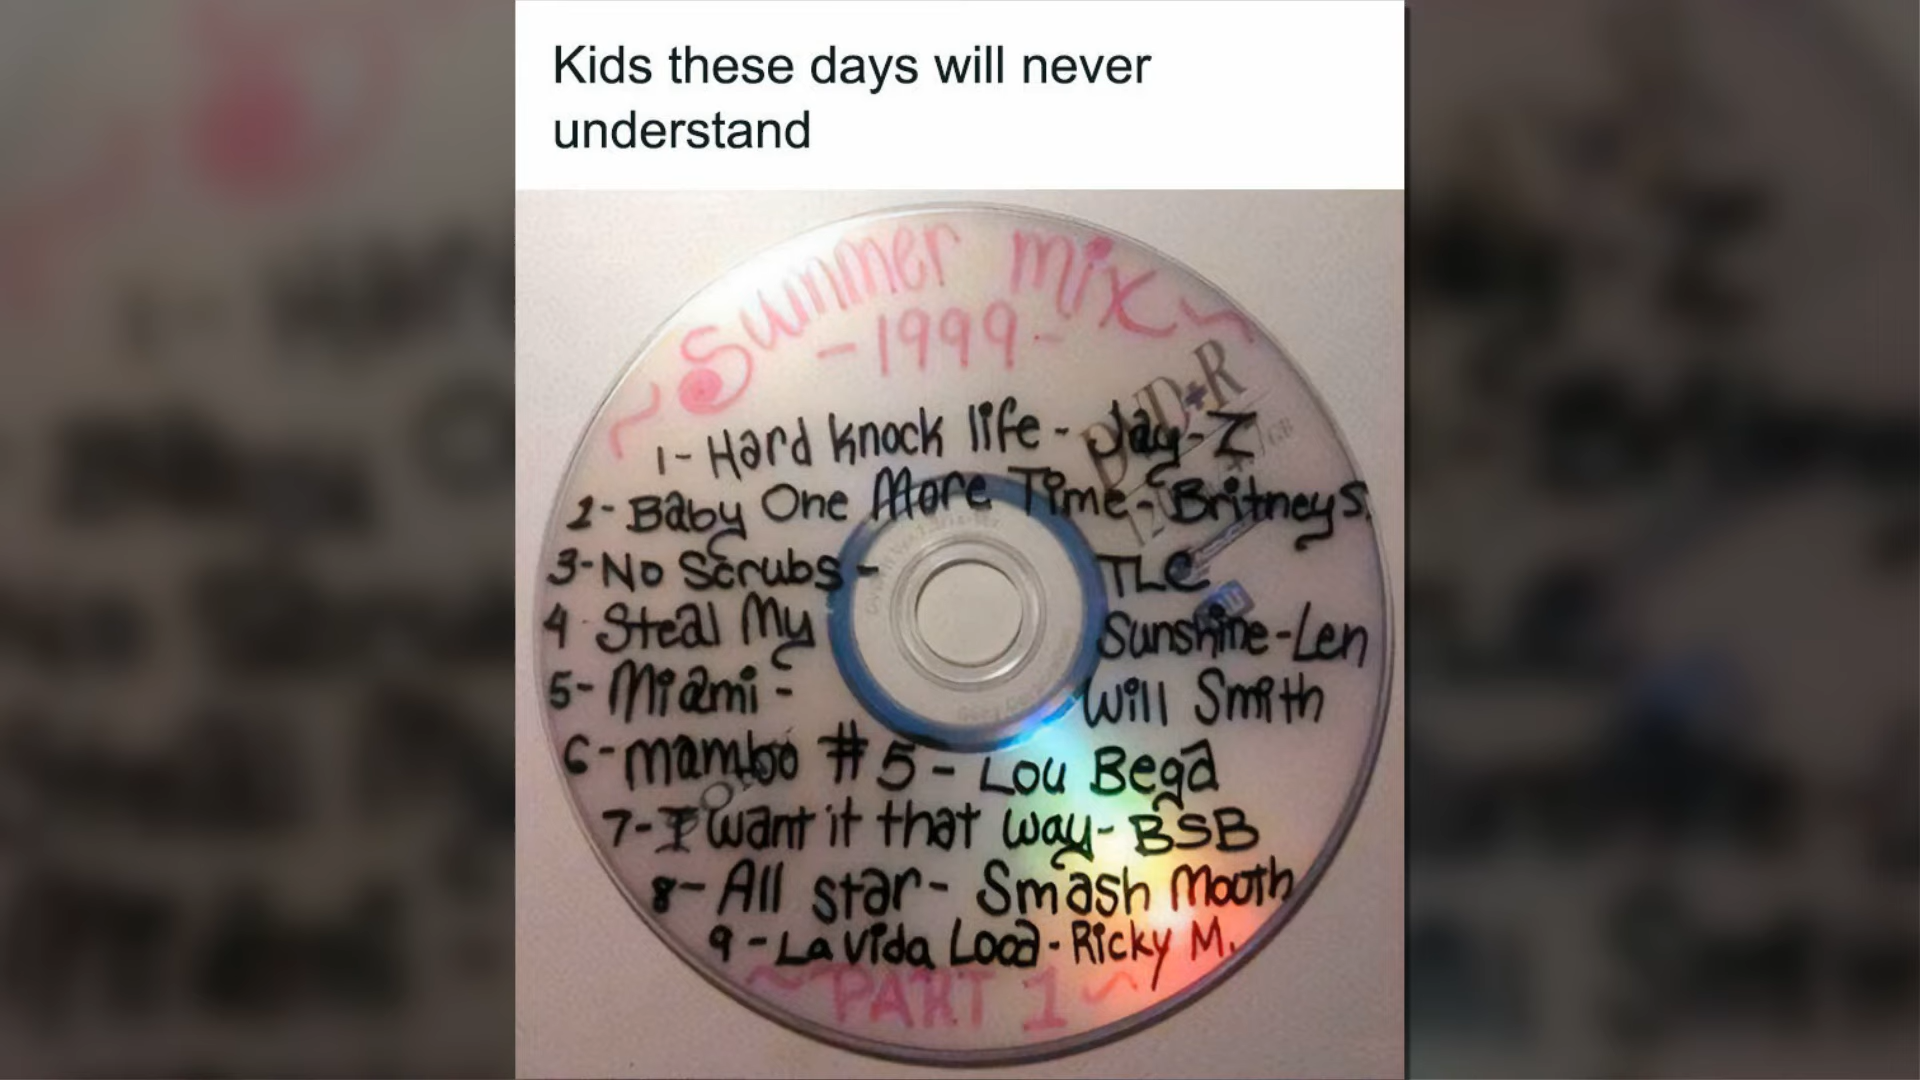 Kids these days will never
understand
~Summer mix~
-1999-
DVD+R
1- Hard knock life - Jay-Z
2- Baby One More Time - Britney S.
3- No Scrubs - TLC
4 - Steal My Sunshine - Len
5- Miami - Will Smith
6- mambo #5 - Lou Bega
7- I want it that way - BSB
8- All star - Smash Mouth
9 - La Vida Loca - Ricky M.
~PART 1~